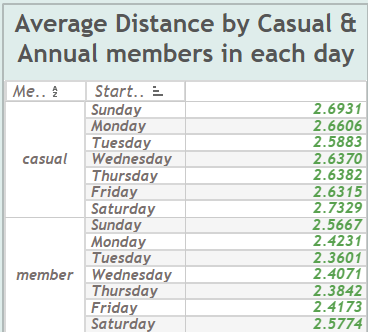 Average Distance by Casual &
Annual members in each day
Me.. Start..
casual
Sunday 2.6931
Monday 2.6606
Tuesday 2.5883
Wednesday 2.6370
Thursday 2.6382
Friday 2.6315
Saturday 2.7329
member
Sunday 2.5667
Monday 2.4231
Tuesday 2.3601
Wednesday 2.4071
Thursday 2.3842
Friday 2.4173
Saturday 2.5774